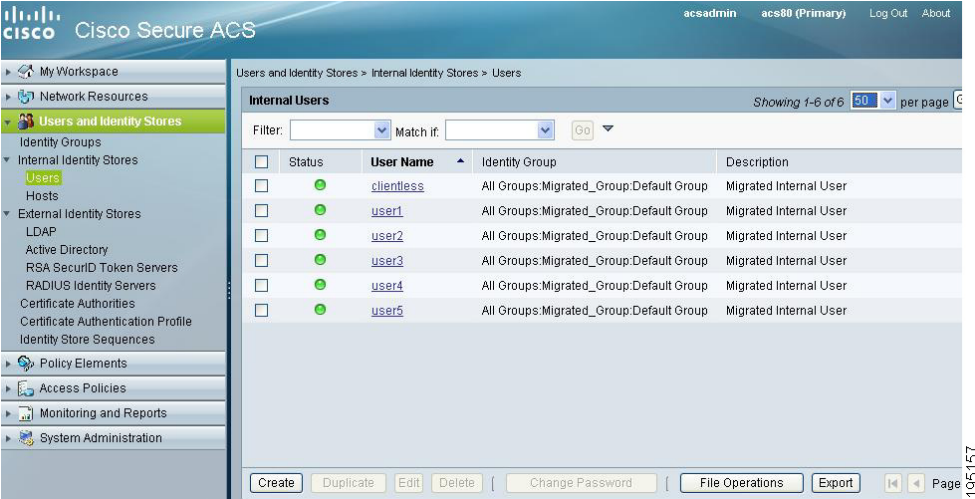 acsadmin acs80 (Primary) Log Out About
CISCO Cisco Secure ACS
My Workspace
Network Resources
Users and Identity Stores
Identity Groups
Internal Identity Stores
Users
Hosts
External Identity Stores
LDAP
Active Directory
RSA SecurID Token Servers
RADIUS Identity Servers
Certificate Authorities
Certificate Authentication Profile
Identity Store Sequences
Policy Elements
Access Policies
Monitoring and Reports
System Administration
Users and Identity Stores > Internal Identity Stores > Users
Internal Users
Showing 1-6 of 6 50 per page G
Filter: Match if: Go
Status User Name Identity Group Description
clientless All Groups:Migrated_Group:Default Group Migrated Internal User
user1 All Groups:Migrated_Group:Default Group Migrated Internal User
user2 All Groups:Migrated_Group:Default Group Migrated Internal User
user3 All Groups:Migrated_Group:Default Group Migrated Internal User
user4 All Groups:Migrated_Group:Default Group Migrated Internal User
user5 All Groups:Migrated_Group:Default Group Migrated Internal User
Create Duplicate Edit Delete | Change Password | File Operations Export Page